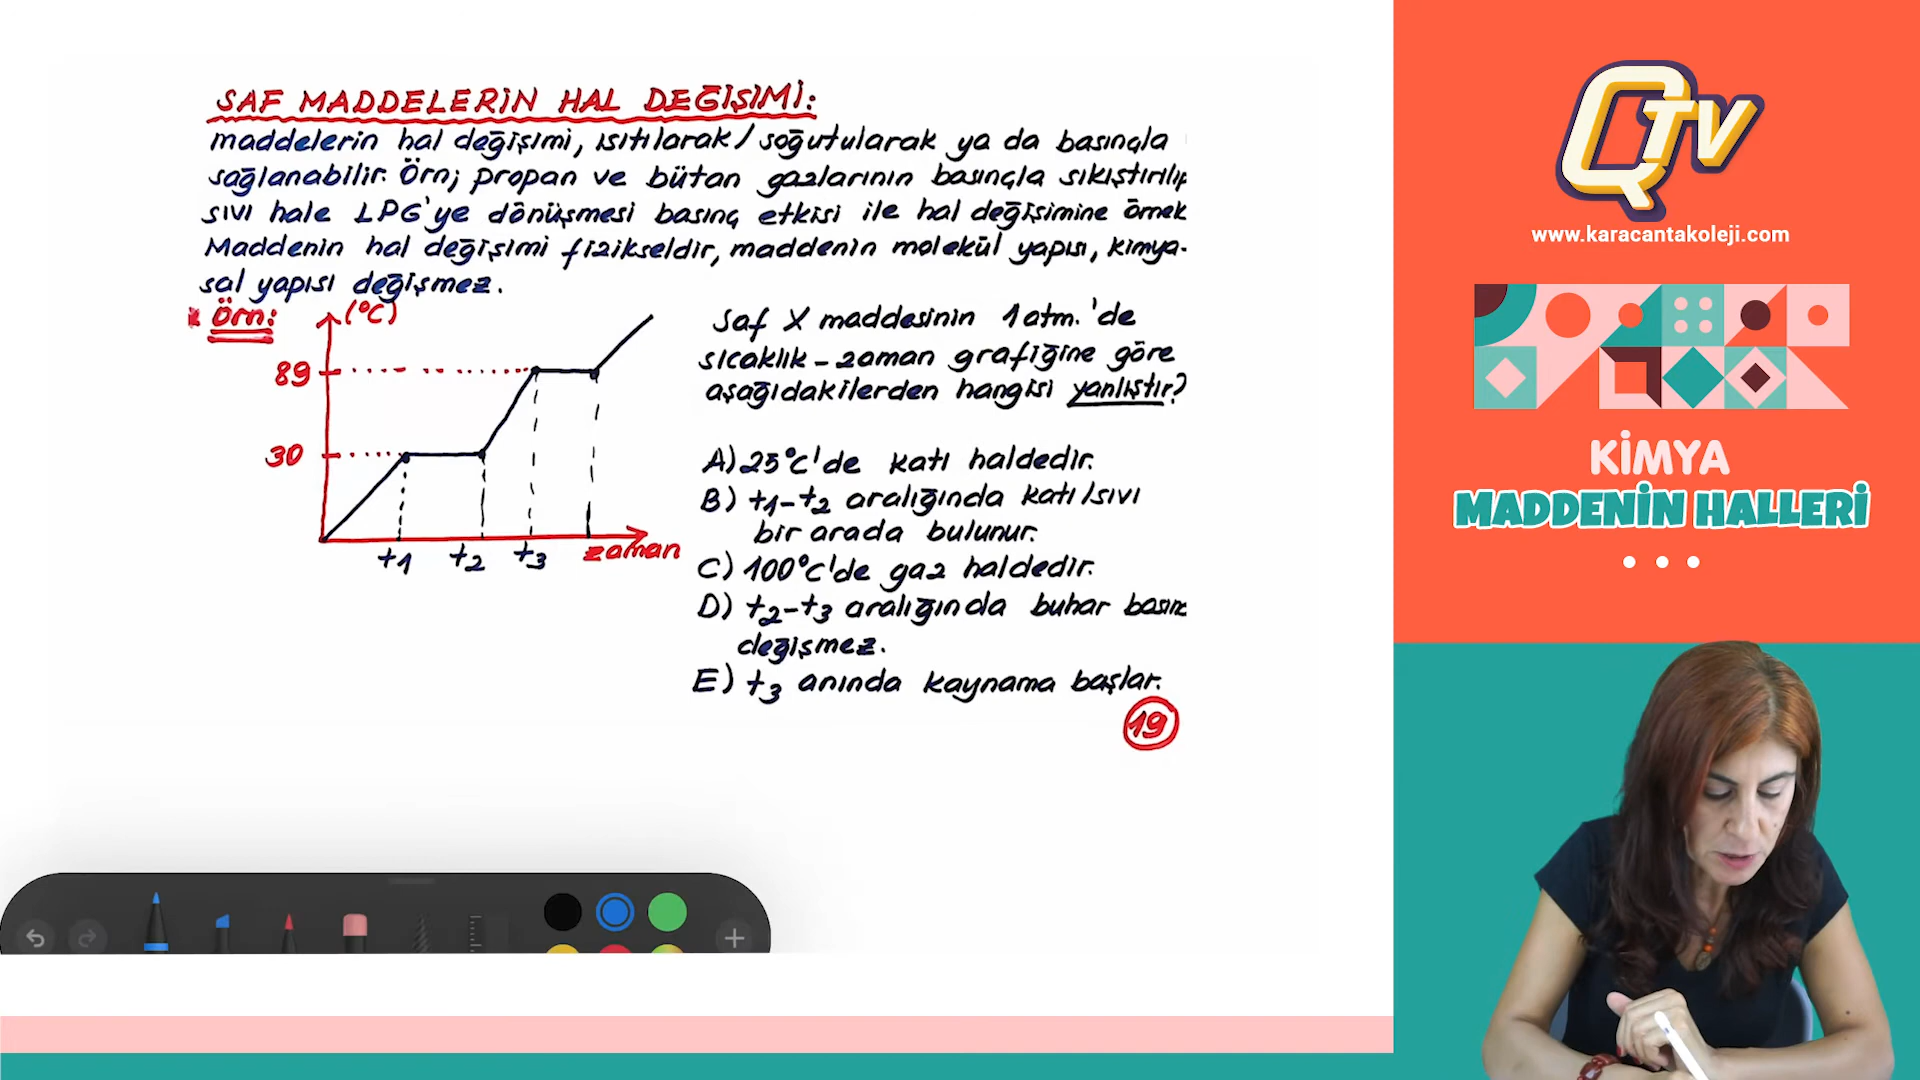 SAF MADDELERİN HAL DEĞİŞİMİ:
maddelerin hal değişimi, ısıtılarak/soğutularak ya da basınçla
sağlanabilir. Örn; propan ve bütan gazlarının basınçla sıkıştırılıp
sıvı hale LPG'ye dönüşmesi basınç etkisi ile hal değişimine örnek
Maddenin hal değişimi fizikseldir, maddenin molekül yapısı, kimya-
sal yapısı değişmez.
Örn:
(°C)
89
30
t1 t2 t3 zaman
Saf X maddesinin 1 atm.'de
sıcaklık-zaman grafiğine göre
aşağıdakilerden hangisi yanlıştır?
A) 25°C'de katı haldedir.
B) t1-t2 aralığında katı/sıvı
bir arada bulunur.
C) 100°C'de gaz haldedir.
D) t2-t3 aralığında buhar basınc
değişmez.
E) t3 anında kaynama başlar.
19
QTV
www.karacantakoleji.com
KİMYA
MADDENİN HALLERİ